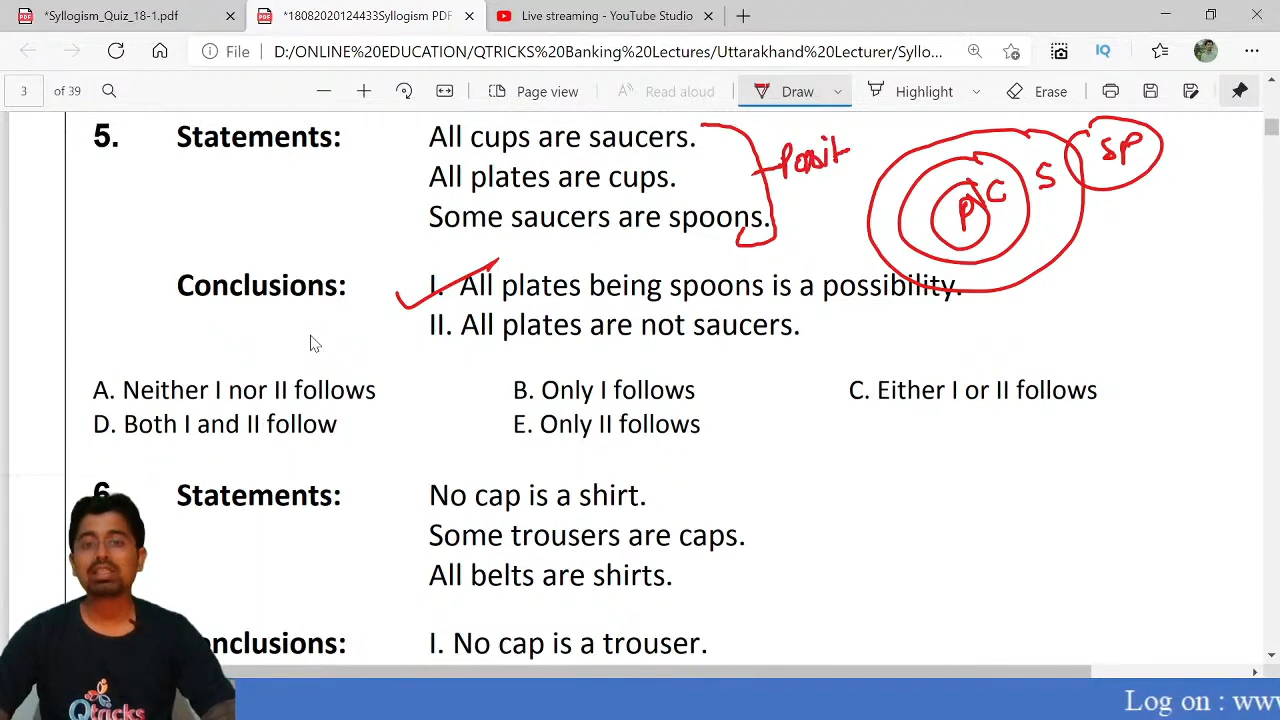 *Syllogism_Quiz_18-1.pdf
*18082020124433Syllogism PDF
Live streaming - YouTube Studio
File
D:/ONLINE%20EDUCATION/QTRICKS%20Banking%20Lectures/Uttarakhand%20Lecturer/Syllo...
IQ
3 of 39
Page view
Read aloud
Draw
Highlight
Erase
5. Statements: All cups are saucers.
All plates are cups.
Some saucers are spoons.
Posit
P C S SP
Conclusions: I. All plates being spoons is a possibility.
II. All plates are not saucers.
A. Neither I nor II follows B. Only I follows C. Either I or II follows
D. Both I and II follow E. Only II follows
6. Statements: No cap is a shirt.
Some trousers are caps.
All belts are shirts.
onclusions: I. No cap is a trouser.
Qtricks
Log on : www